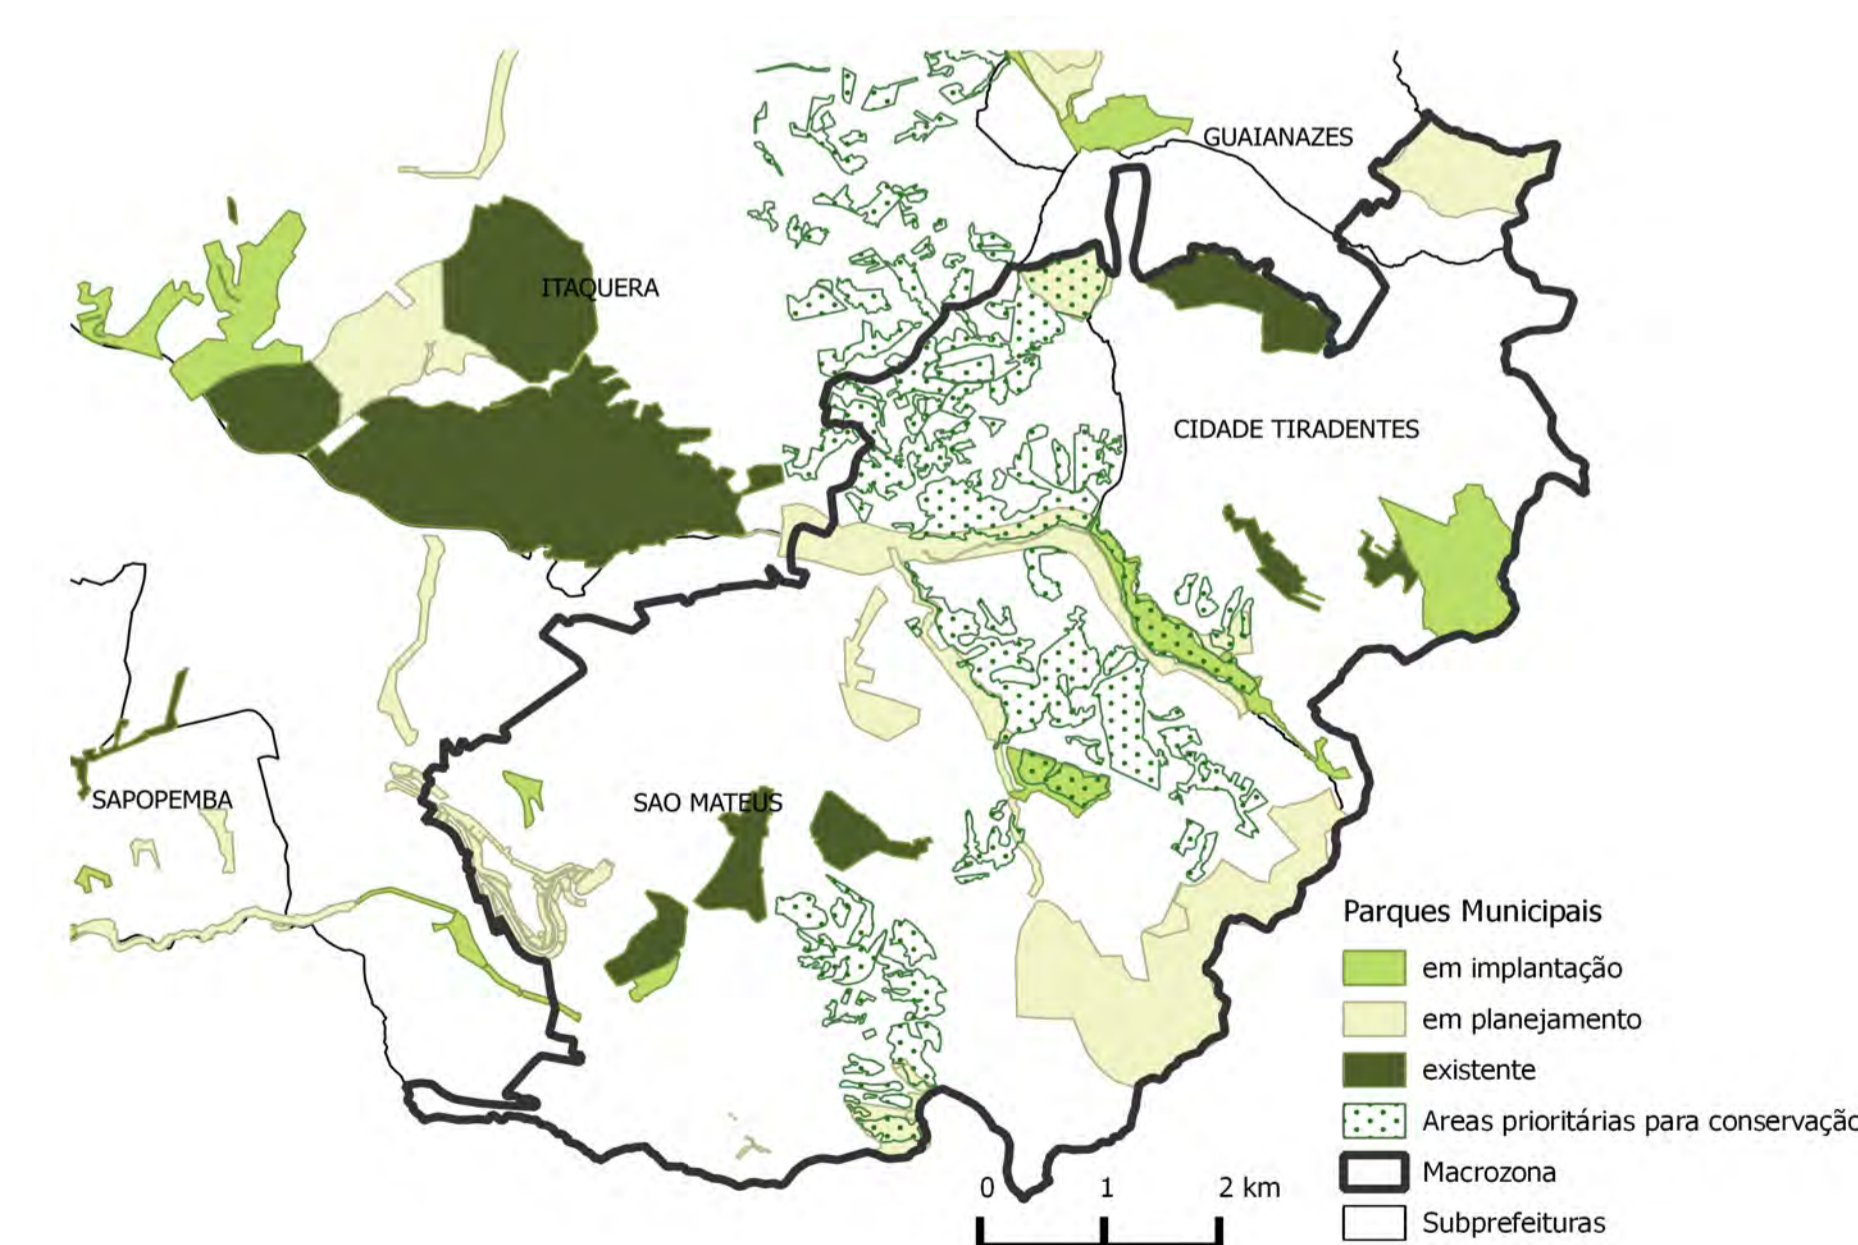 GUAIANAZES
ITAQUERA
CIDADE TIRADENTES
SAPOPEMBA
SAO MATEUS
Parques Municipais
em implantação
em planejamento
existente
Areas prioritárias para conservação
Macrozona
Subprefeituras
0 1 2 km